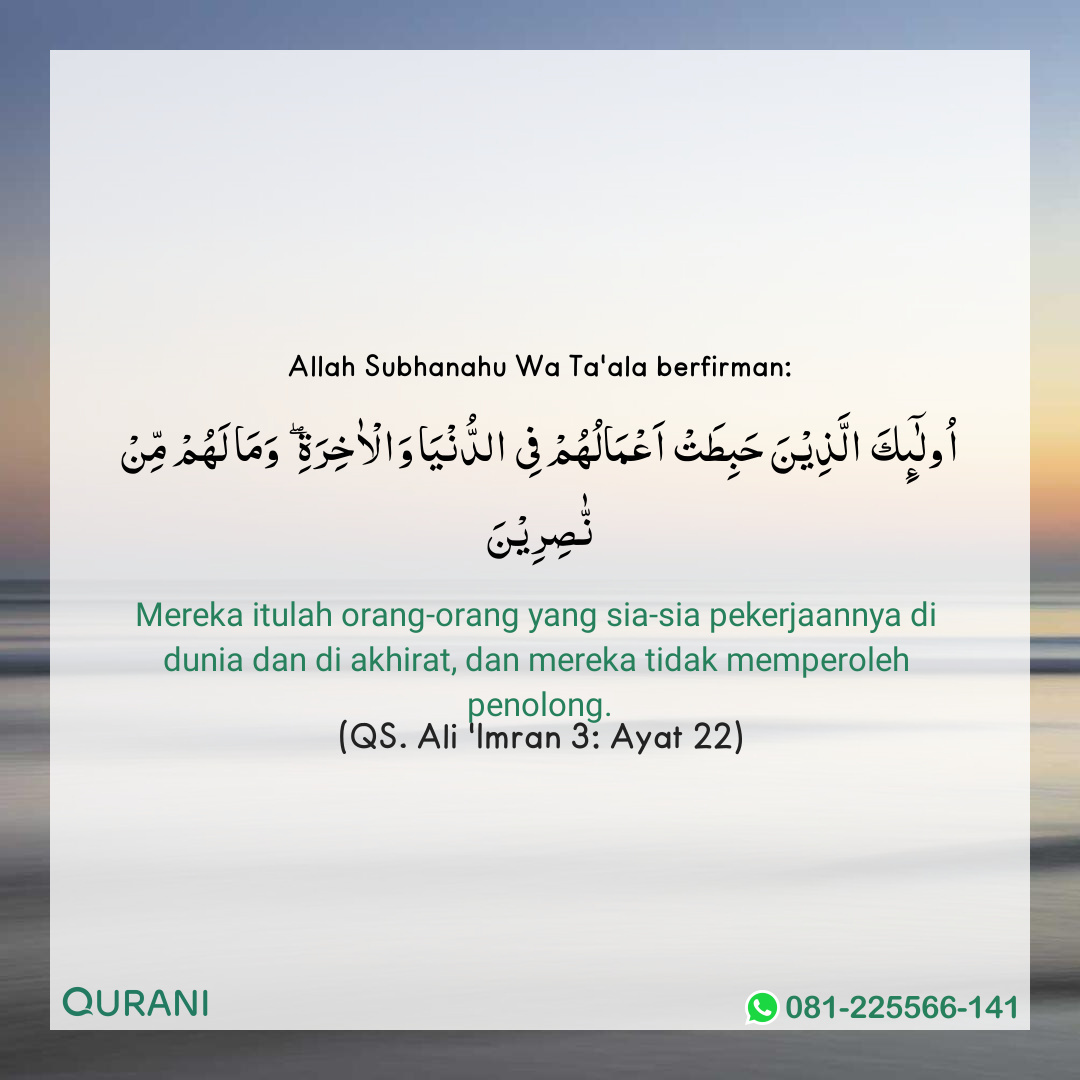 Allah Subhanahu Wa Ta'ala berfirman:
اُولٰٓئِكَ الَّذِيْنَ حَبِطَتْ اَعْمَالُهُمْ فِى الدُّنْيَا وَالْاٰخِرَةِ ۖ وَمَا لَهُمْ مِّنْ
نّٰصِرِيْنَ
Mereka itulah orang-orang yang sia-sia pekerjaannya di
dunia dan di akhirat, dan mereka tidak memperoleh
penolong.
(QS. Ali 'Imran 3: Ayat 22)
QURANI
081-225566-141